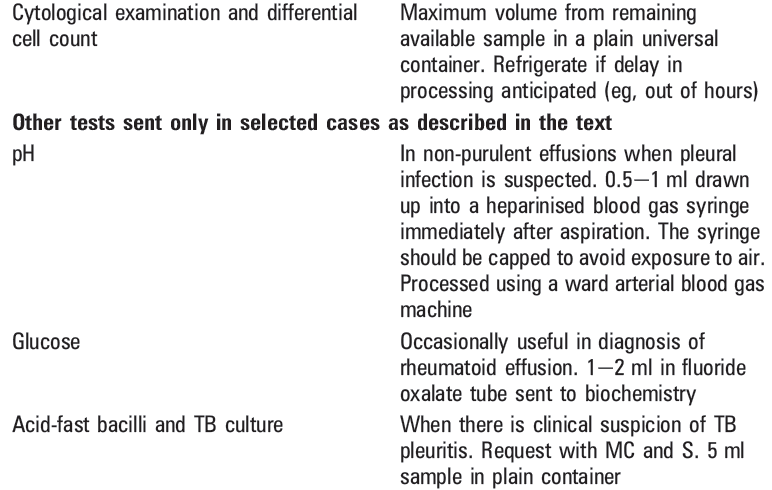 Cytological examination and differential
cell count
Maximum volume from remaining
available sample in a plain universal
container. Refrigerate if delay in
processing anticipated (eg, out of hours)
Other tests sent only in selected cases as described in the text
pH
In non-purulent effusions when pleural
infection is suspected. 0.5—1 ml drawn
up into a heparinised blood gas syringe
immediately after aspiration. The syringe
should be capped to avoid exposure to air.
Processed using a ward arterial blood gas
machine
Glucose
Occasionally useful in diagnosis of
rheumatoid effusion. 1—2 ml in fluoride
oxalate tube sent to biochemistry
Acid-fast bacilli and TB culture
When there is clinical suspicion of TB
pleuritis. Request with MC and S. 5 ml
sample in plain container